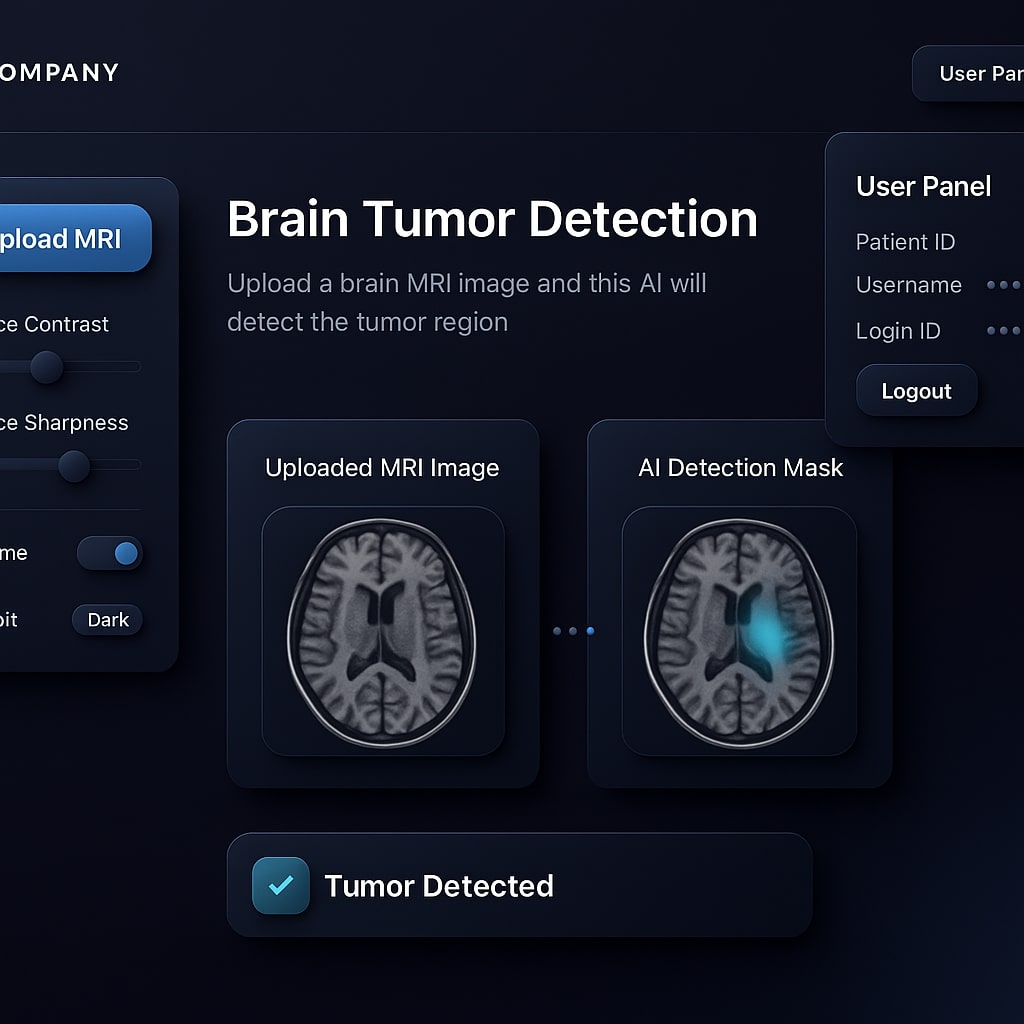 OMPANY
User Par
pload MRI
ce Contrast
ce Sharpness
me
bit
Dark
Brain Tumor Detection
Upload a brain MRI image and this AI will
detect the tumor region
User Panel
Patient ID
Username
Login ID
Logout
Uploaded MRI Image
AI Detection Mask
Tumor Detected